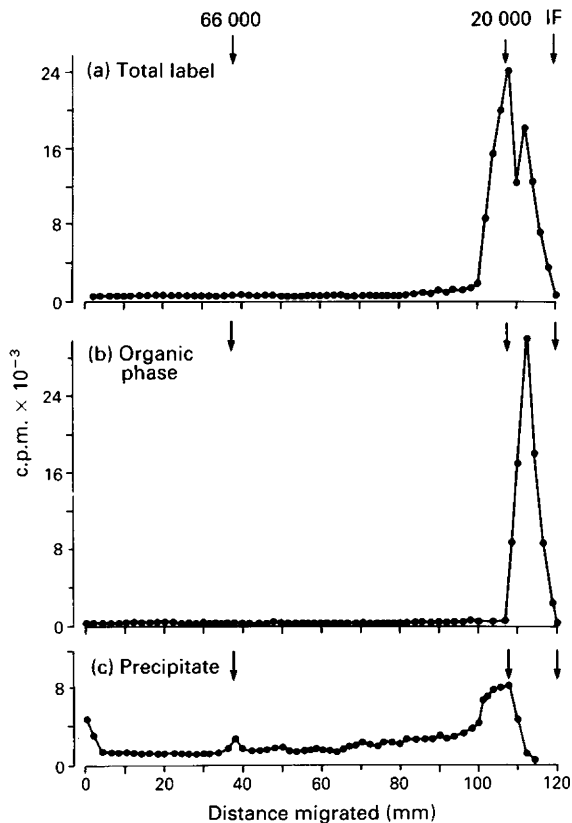 66 000 20 000 IF
(a) Total label
24
16
8
0
(b) Organic
phase
24
16
8
0
c.p.m. × 10⁻³
(c) Precipitate
8
0
0 20 40 60 80 100 120
Distance migrated (mm)